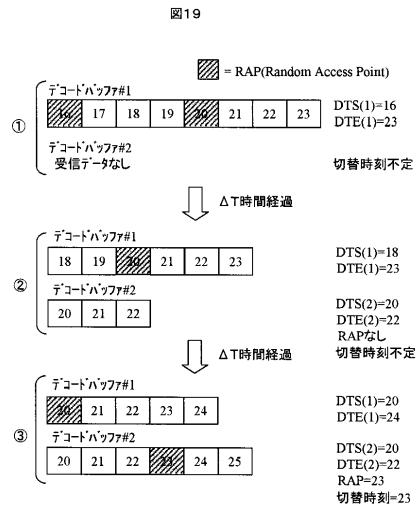 図19
= RAP(Random Access Point)
①
デコードバッファ#1
16 17 18 19 20 21 22 23
DTS(1)=16
DTE(1)=23
デコードバッファ#2
受信データなし
切替時刻不定
ΔT時間経過
②
デコードバッファ#1
18 19 20 21 22 23
DTS(1)=18
DTE(1)=23
デコードバッファ#2
20 21 22
DTS(2)=20
DTE(2)=22
RAPなし
切替時刻不定
ΔT時間経過
③
デコードバッファ#1
20 21 22 23 24
DTS(1)=20
DTE(1)=24
デコードバッファ#2
20 21 22 23 24 25
DTS(2)=20
DTE(2)=22
RAP=23
切替時刻=23